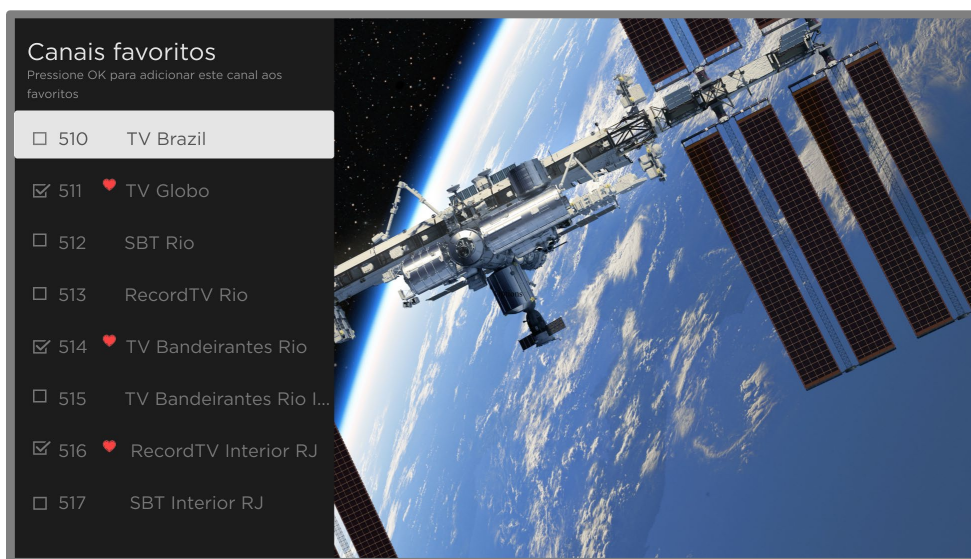 Canais favoritos
Pressione OK para adicionar este canal aos
favoritos
510 TV Brazil
511 TV Globo
512 SBT Rio
513 RecordTV Rio
514 TV Bandeirantes Rio
515 TV Bandeirantes Rio I...
516 RecordTV Interior RJ
517 SBT Interior RJ